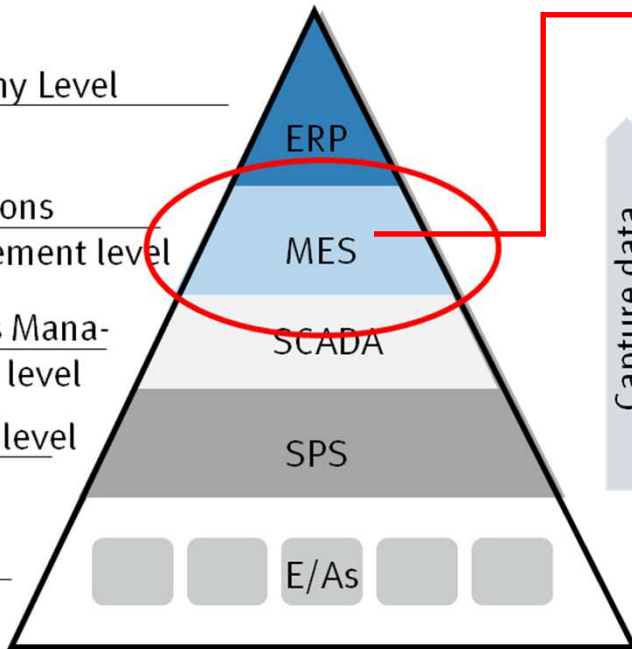 ny Level
ERP
ons
ement level
MES
s Mana-
level
SCADA
level
SPS
E/As
Capture data